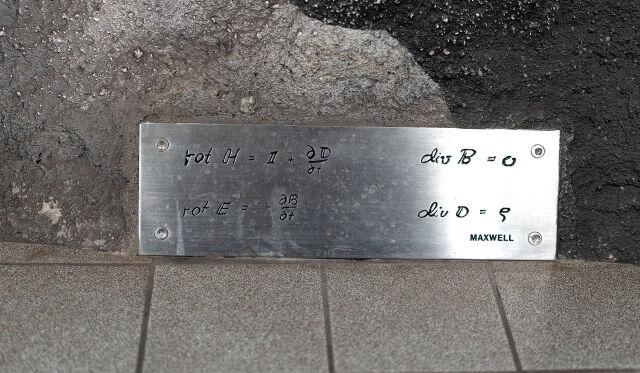 rot H = I + ∂D/∂t
div B = 0
rot E = - ∂B/∂t
div D = ρ
MAXWELL